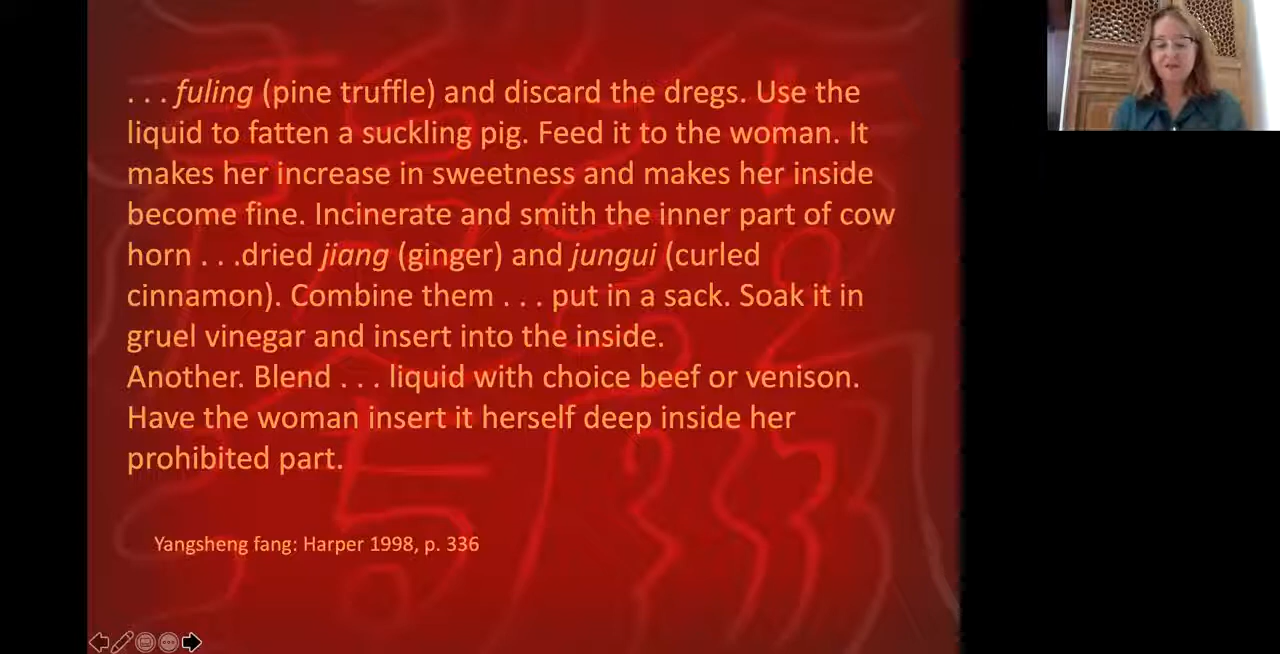 . . . fuling (pine truffle) and discard the dregs. Use the
liquid to fatten a suckling pig. Feed it to the woman. It
makes her increase in sweetness and makes her inside
become fine. Incinerate and smith the inner part of cow
horn . . .dried jiang (ginger) and jungui (curled
cinnamon). Combine them . . . put in a sack. Soak it in
gruel vinegar and insert into the inside.
Another. Blend . . . liquid with choice beef or venison.
Have the woman insert it herself deep inside her
prohibited part.
Yangsheng fang: Harper 1998, p. 336